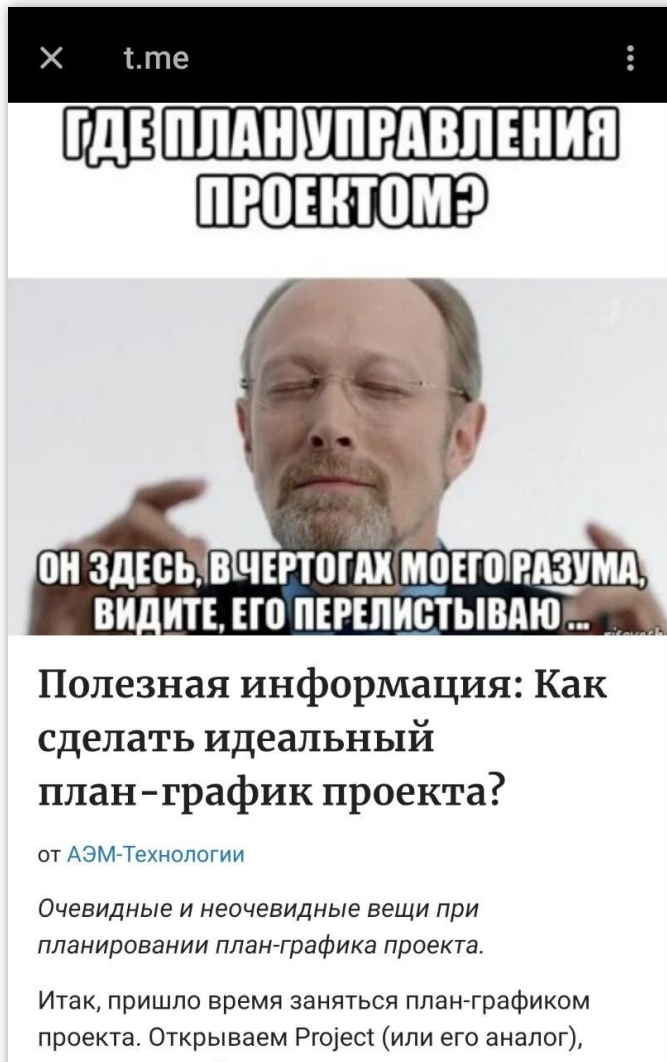 t.me
ГДЕ ПЛАН УПРАВЛЕНИЯ
ПРОЕКТОМ?
ОН ЗДЕСЬ, В ЧЕРТОГАХ МОЕГО РАЗУМА,
ВИДИТЕ, ЕГО ПЕРЕЛИСТЫВАЮ ...
Полезная информация: Как
сделать идеальный
план-график проекта?
от АЭМ-Технологии
Очевидные и неочевидные вещи при
планировании план-графика проекта.
Итак, пришло время заняться план-графиком
проекта. Открываем Project (или его аналог),